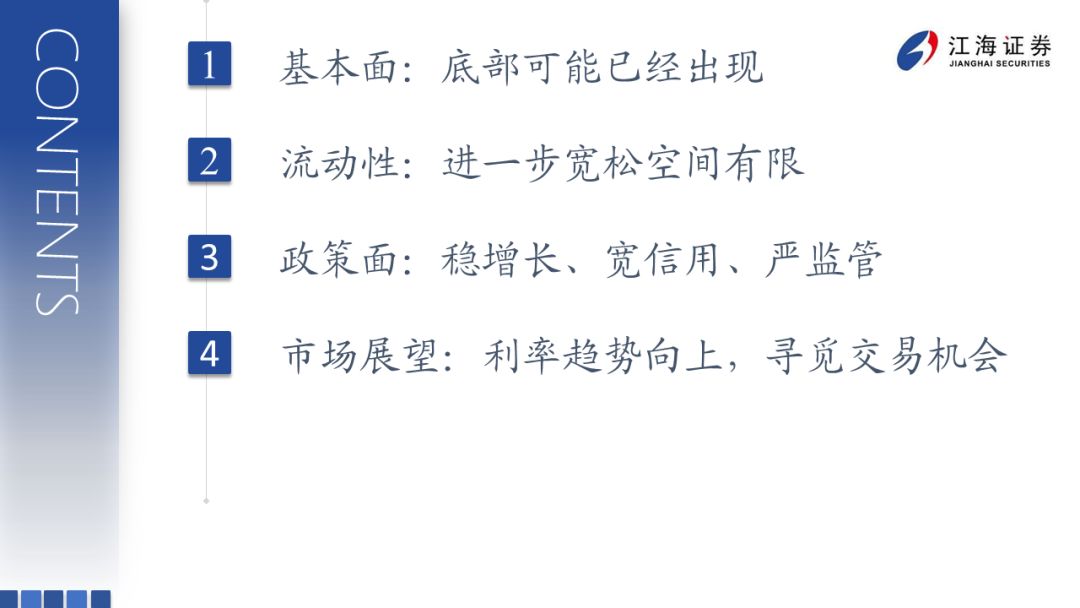 CONTENTS
江海证券
JIANGHAI SECURITIES
1 基本面：底部可能已经出现
2 流动性：进一步宽松空间有限
3 政策面：稳增长、宽信用、严监管
4 市场展望：利率趋势向上，寻觅交易机会